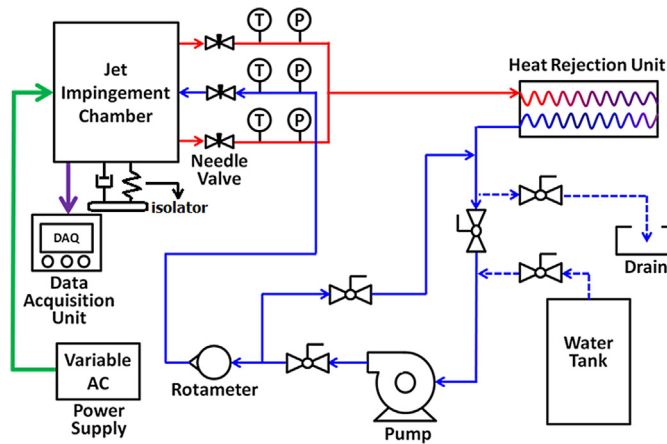 T P
Jet
Impingement
Chamber
T P
T P
Needle
Valve
Heat Rejection Unit
isolator
DAQ
Data
Acquisition
Unit
Drain
Variable
AC
Power
Supply
Rotameter
Pump
Water
Tank